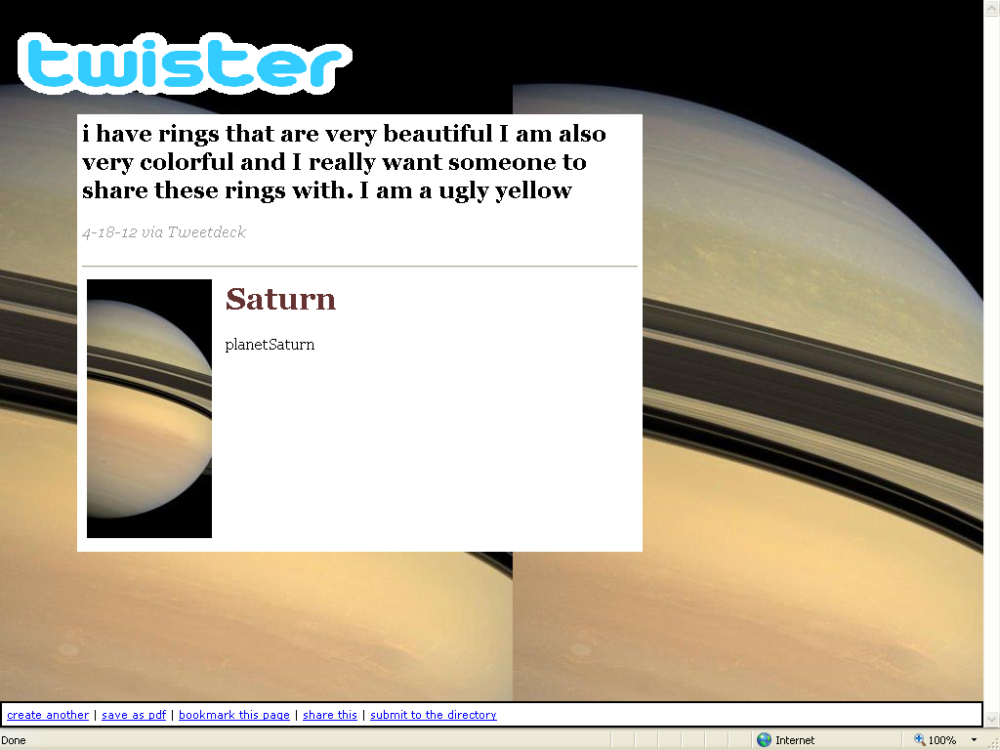 twister
i have rings that are very beautiful I am also
very colorful and I really want someone to
share these rings with. I am a ugly yellow
4-18-12 via Tweetdeck
Saturn
planetSaturn
create another | save as pdf | bookmark this page | share this | submit to the directory
Done Internet 100%